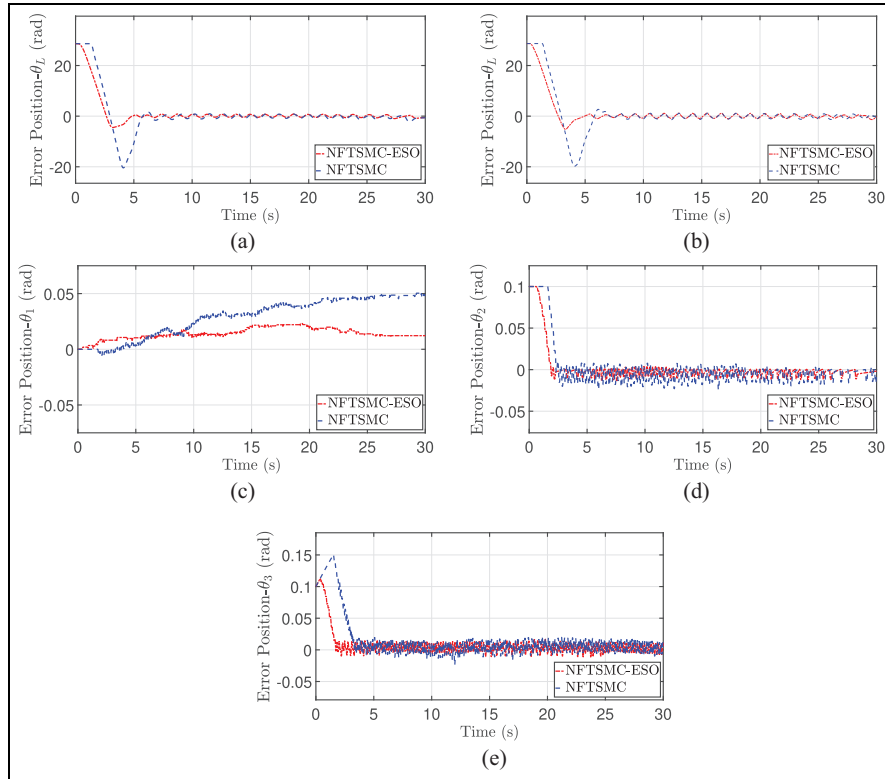 Error Position-θL (rad)
20
0
-20
0 5 10 15 20 25 30
Time (s)
NFTSMC-ESO
NFTSMC
(a)
Error Position-θL (rad)
20
0
-20
0 5 10 15 20 25 30
Time (s)
NFTSMC-ESO
NFTSMC
(b)
Error Position-θ1 (rad)
0.05
0
-0.05
0 5 10 15 20 25 30
Time (s)
NFTSMC-ESO
NFTSMC
(c)
Error Position-θ2 (rad)
0.1
0.05
0
-0.05
0 5 10 15 20 25 30
Time (s)
NFTSMC-ESO
NFTSMC
(d)
Error Position-θ3 (rad)
0.15
0.1
0.05
0
-0.05
0 5 10 15 20 25 30
Time (s)
NFTSMC-ESO
NFTSMC
(e)